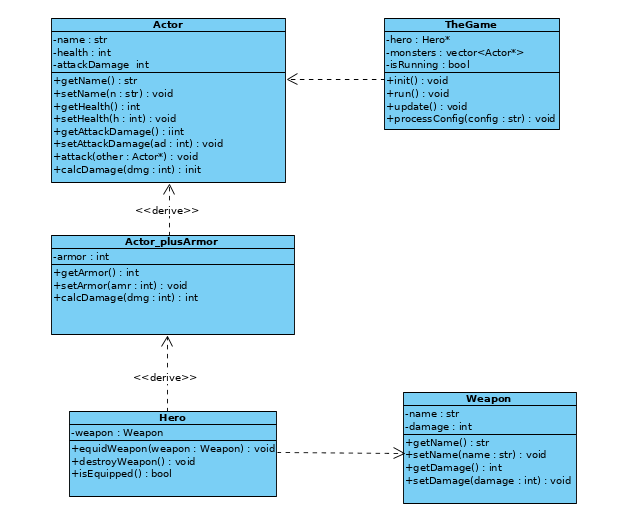 Actor
-name : str
-health : int
-attackDamage  int
+getName() : str
+setName(n : str) : void
+getHealth() : int
+setHealth(h : int) : void
+getAttackDamage() : iint
+setAttackDamage(ad : int) : void
+attack(other : Actor*) : void
+calcDamage(dmg : int) : init
TheGame
-hero : Hero*
-monsters : vector<Actor*>
-isRunning : bool
+init() : void
+run() : void
+update() : void
+processConfig(config : str) : void
<<derive>>
Actor_plusArmor
-armor : int
+getArmor() : int
+setArmor(amr : int) : void
+calcDamage(dmg : int) : int
<<derive>>
Hero
-weapon : Weapon
+equidWeapon(weapon : Weapon) : void
+destroyWeapon() : void
+isEquipped() : bool
Weapon
-name : str
-damage : int
+getName() : str
+setName(name : str) : void
+getDamage() : int
+setDamage(damage : int) : void